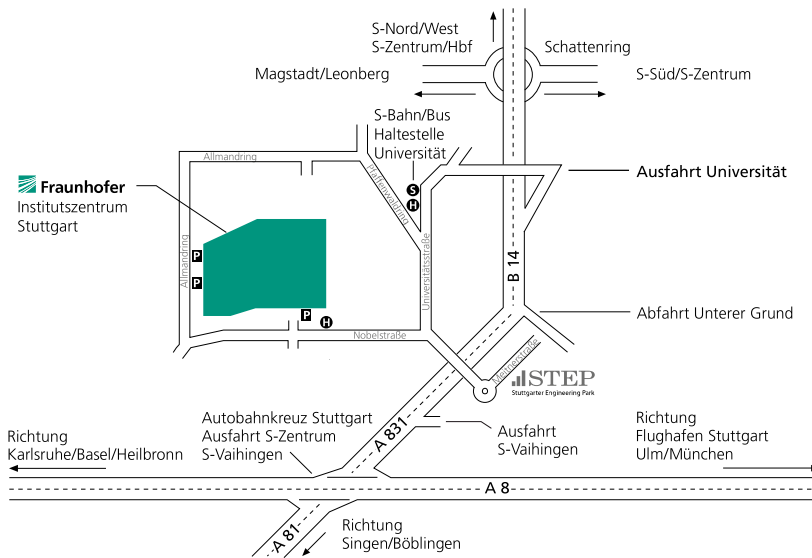 S-Nord/West
S-Zentrum/Hbf
Schattenring
Magstadt/Leonberg
S-Süd/S-Zentrum
S-Bahn/Bus
Haltestelle
Universität
Allmandring
Pfaffenwaldring
S
H
Ausfahrt Universität
Fraunhofer
Institutszentrum
Stuttgart
Allmandring
P
P
Universitätsstraße
B 14
P
H
Nobelstraße
Abfahrt Unterer Grund
Meitnerstraße
STEP
Stuttgarter Engineering Park
Autobahnkreuz Stuttgart
Ausfahrt S-Zentrum
S-Vaihingen
A 831
Ausfahrt
S-Vaihingen
Richtung
Karlsruhe/Basel/Heilbronn
Richtung
Flughafen Stuttgart
Ulm/München
A 8
A 81
Richtung
Singen/Böblingen